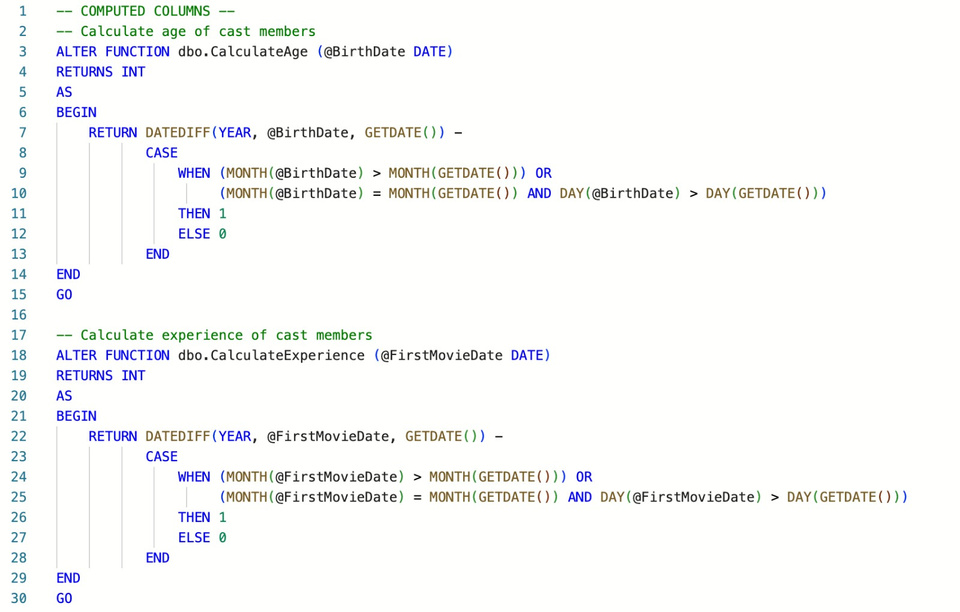 1 -- COMPUTED COLUMNS --
2 -- Calculate age of cast members
3 ALTER FUNCTION dbo.CalculateAge (@BirthDate DATE)
4 RETURNS INT
5 AS
6 BEGIN
7 RETURN DATEDIFF(YEAR, @BirthDate, GETDATE()) -
8 CASE
9 WHEN (MONTH(@BirthDate) > MONTH(GETDATE())) OR
10 (MONTH(@BirthDate) = MONTH(GETDATE()) AND DAY(@BirthDate) > DAY(GETDATE()))
11 THEN 1
12 ELSE 0
13 END
14 END
15 GO
16
17 -- Calculate experience of cast members
18 ALTER FUNCTION dbo.CalculateExperience (@FirstMovieDate DATE)
19 RETURNS INT
20 AS
21 BEGIN
22 RETURN DATEDIFF(YEAR, @FirstMovieDate, GETDATE()) -
23 CASE
24 WHEN (MONTH(@FirstMovieDate) > MONTH(GETDATE())) OR
25 (MONTH(@FirstMovieDate) = MONTH(GETDATE()) AND DAY(@FirstMovieDate) > DAY(GETDATE()))
26 THEN 1
27 ELSE 0
28 END
29 END
30 GO